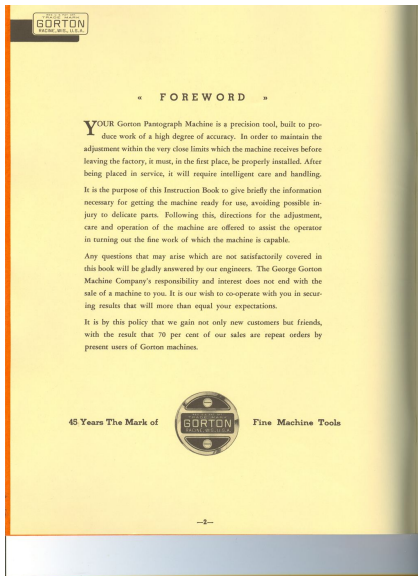 REG'D TRADE MARK
GORTON
RACINE, WIS., U.S.A.
« FOREWORD »
YOUR Gorton Pantograph Machine is a precision tool, built to pro-
duce work of a high degree of accuracy. In order to maintain the
adjustment within the very close limits which the machine receives before
leaving the factory, it must, in the first place, be properly installed. After
being placed in service, it will require intelligent care and handling.
It is the purpose of this Instruction Book to give briefly the information
necessary for getting the machine ready for use, avoiding possible in-
jury to delicate parts. Following this, directions for the adjustment,
care and operation of the machine are offered to assist the operator
in turning out the fine work of which the machine is capable.
Any questions that may arise which are not satisfactorily covered in
this book will be gladly answered by our engineers. The George Gorton
Machine Company's responsibility and interest does not end with the
sale of a machine to you. It is our wish to co-operate with you in secur-
ing results that will more than equal your expectations.
It is by this policy that we gain not only new customers but friends,
with the result that 70 per cent of our sales are repeat orders by
present users of Gorton machines.
45 Years The Mark of
GORTON
RACINE, WIS., U.S.A.
Fine Machine Tools
—2—